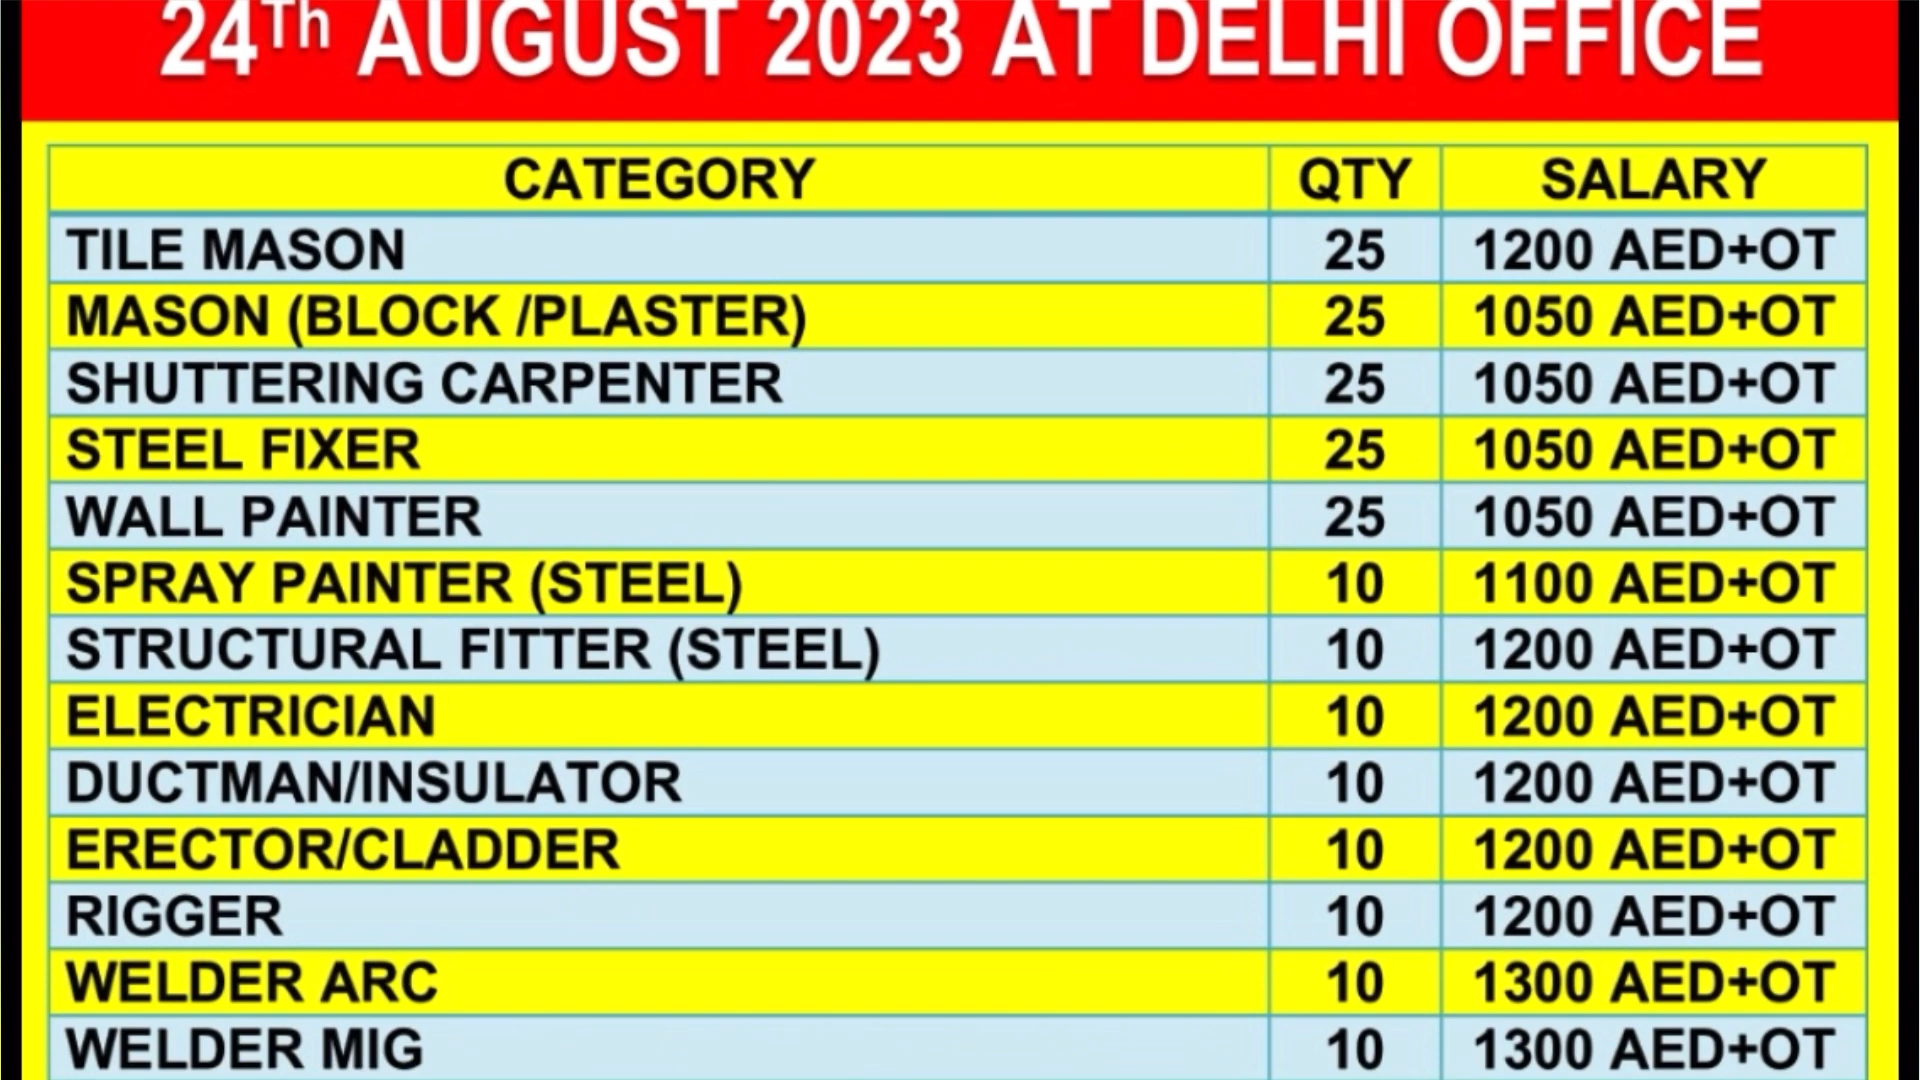 24Th AUGUST 2023 AT DELHI OFFICE
CATEGORY QTY SALARY
TILE MASON 25 1200 AED+OT
MASON (BLOCK /PLASTER) 25 1050 AED+OT
SHUTTERING CARPENTER 25 1050 AED+OT
STEEL FIXER 25 1050 AED+OT
WALL PAINTER 25 1050 AED+OT
SPRAY PAINTER (STEEL) 10 1100 AED+OT
STRUCTURAL FITTER (STEEL) 10 1200 AED+OT
ELECTRICIAN 10 1200 AED+OT
DUCTMAN/INSULATOR 10 1200 AED+OT
ERECTOR/CLADDER 10 1200 AED+OT
RIGGER 10 1200 AED+OT
WELDER ARC 10 1300 AED+OT
WELDER MIG 10 1300 AED+OT